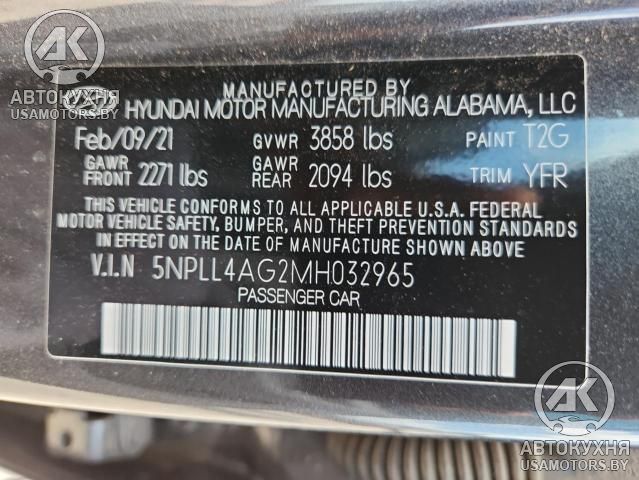 AK
АВТОКУХНЯ
USAMOTORS.BY
MANUFACTURED BY
HYUNDAI MOTOR MANUFACTURING ALABAMA, LLC
Feb/09/21 GVWR 3858 lbs PAINT T2G
GAWR FRONT 2271 lbs GAWR REAR 2094 lbs TRIM YFR
THIS VEHICLE CONFORMS TO ALL APPLICABLE U.S.A. FEDERAL
MOTOR VEHICLE SAFETY, BUMPER, AND THEFT PREVENTION STANDARDS
IN EFFECT ON THE DATE OF MANUFACTURE SHOWN ABOVE
V.I.N 5NPLL4AG2MH032965
PASSENGER CAR
AK
АВТОКУХНЯ
USAMOTORS.BY